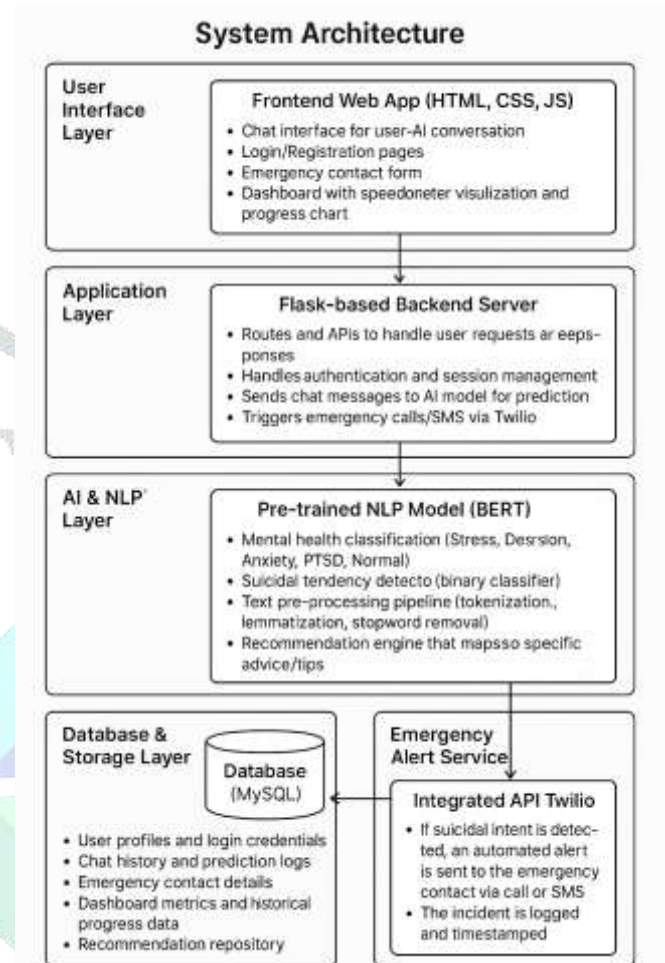 System Architecture
User
Interface
Layer
Frontend Web App (HTML, CSS, JS)
• Chat interface for user-AI conversation
• Login/Registration pages
• Emergency contact form
• Dashboard with speedoneter visulization and
progress chart
Application
Layer
Flask-based Backend Server
• Routes and APIs to handle user requests ar eeps-
ponses
• Handles authentication and session management
• Sends chat messages to AI model for prediction
• Triggers emergency calls/SMS via Twilio
AI & NLP
Layer
Pre-trained NLP Model (BERT)
• Mental health classification (Stress, Desrsion,
Anxiety, PTSD, Normal)
• Suicidal tendency detecto (binary classifier)
• Text pre-processing pipeline (tokenization.,
lemmatization, stopword removal)
• Recommendation engine that mapsso specific
advice/tips
Database &
Storage Layer
Database
(MySQL)
• User profiles and login credentials
• Chat history and prediction logs
• Emergency contact details
• Dashboard metrics and historical
progress data
• Recommendation repository
Emergency
Alert Service
Integrated API Twilio
• If suicidal intent is detec-
ted, an automated alert
is sent to the emergency
contact via call or SMS
• The incident is logged
and timestamped